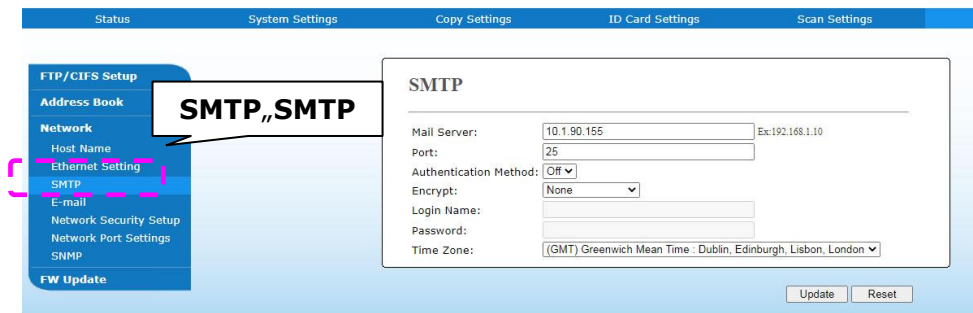 Status System Settings Copy Settings ID Card Settings Scan Settings
FTP/CIFS Setup
Address Book
Network
Host Name
Ethernet Setting
SMTP
E-mail
Network Security Setup
Network Port Settings
SNMP
FW Update
SMTP„SMTP
SMTP
Mail Server: 10.1.90.155 Ex:192.168.1.10
Port: 25
Authentication Method: Off
Encrypt: None
Login Name:
Password:
Time Zone: (GMT) Greenwich Mean Time : Dublin, Edinburgh, Lisbon, London
Update Reset